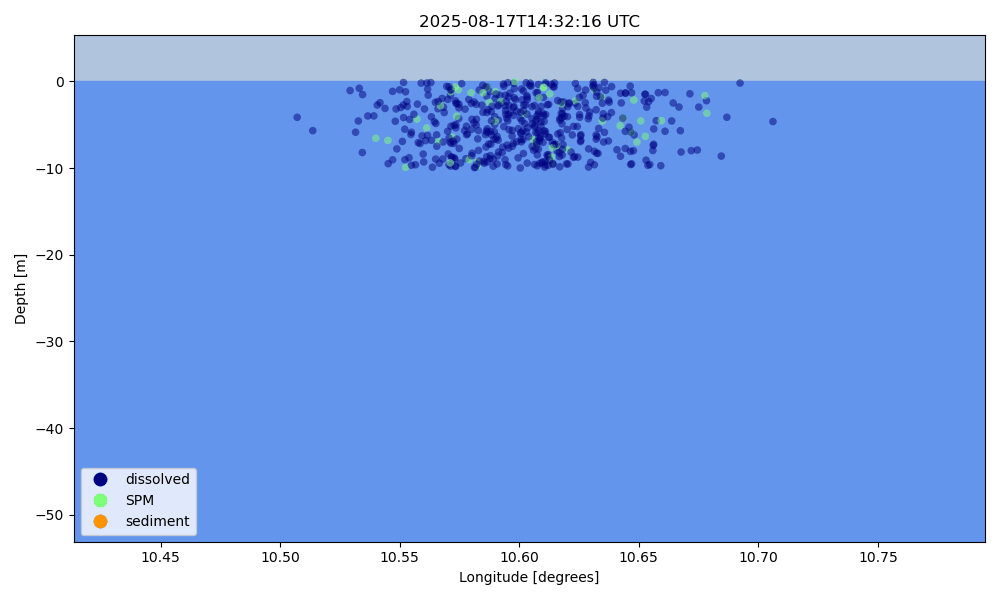 2025-08-17T14:32:16 UTC
Depth [m]
0
−10
−20
−30
−40
−50
dissolved
SPM
sediment
10.45 10.50 10.55 10.60 10.65 10.70 10.75
Longitude [degrees]